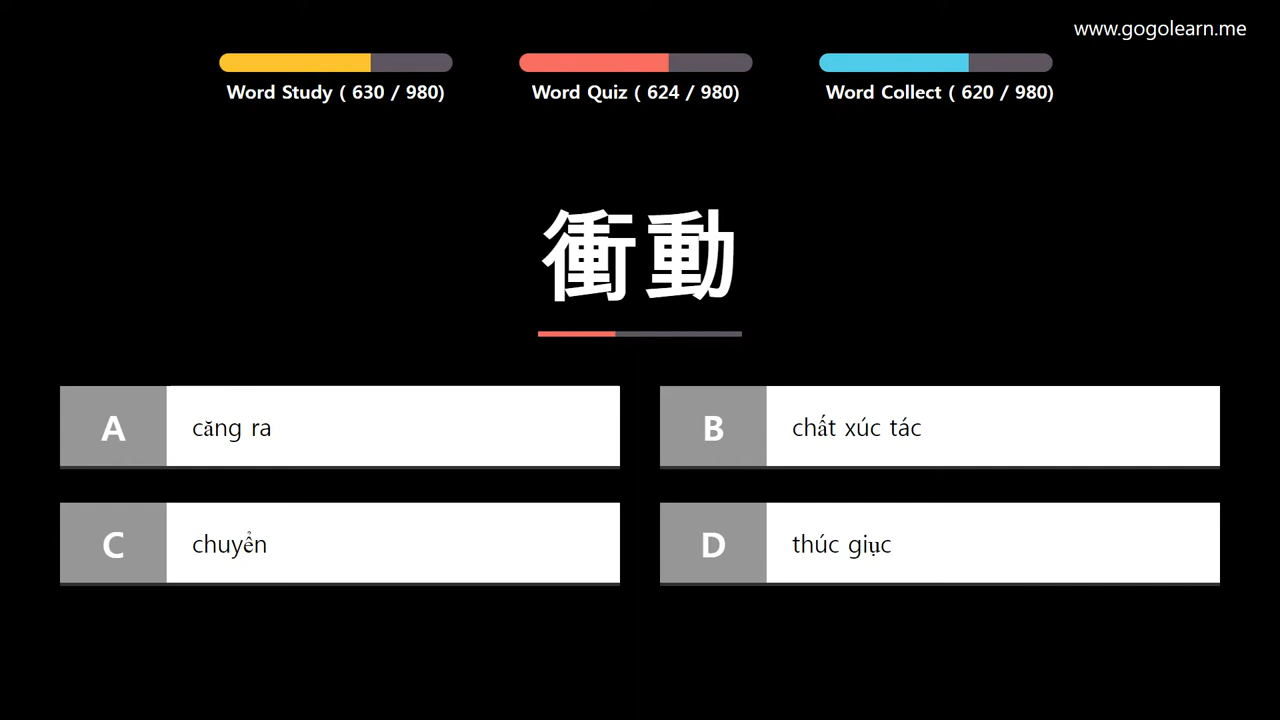 www.gogolearn.me
Word Study ( 630 / 980)
Word Quiz ( 624 / 980)
Word Collect ( 620 / 980)
衝動
A căng ra
B chất xúc tác
C chuyển
D thúc giục